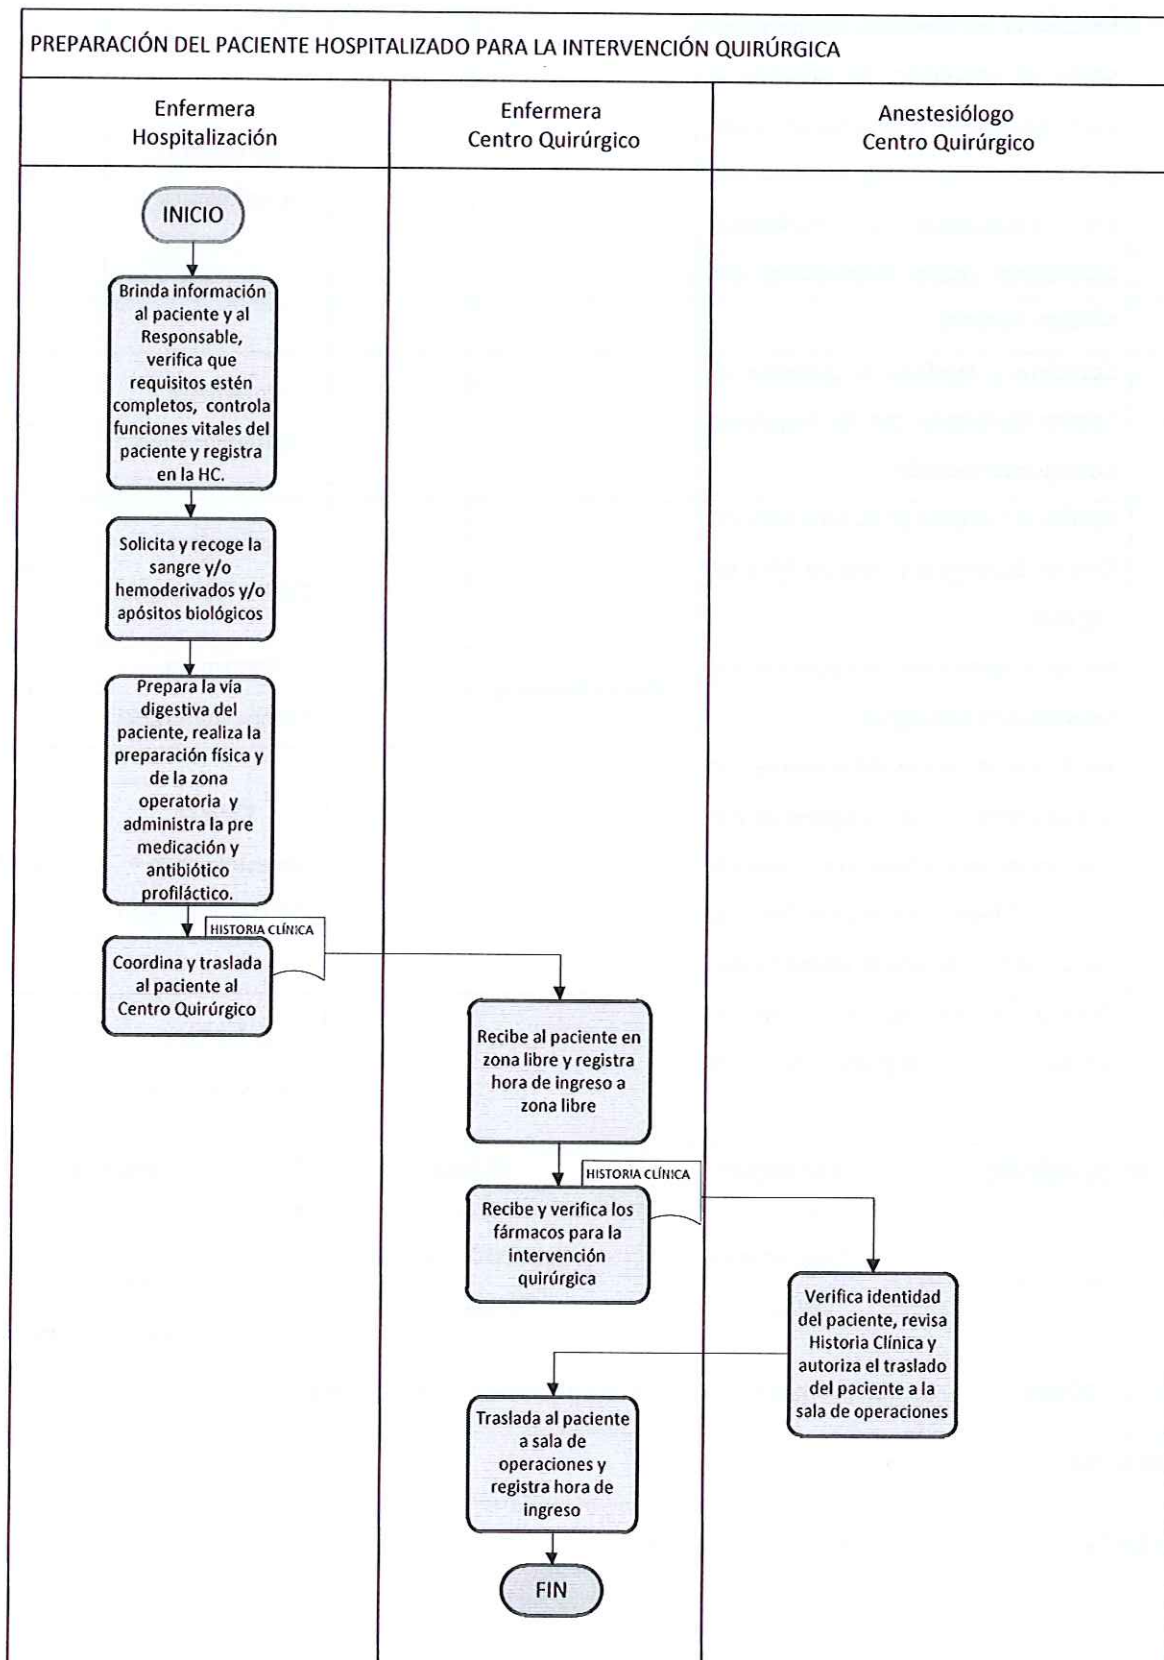 PREPARACIÓN DEL PACIENTE HOSPITALIZADO PARA LA INTERVENCIÓN QUIRÚRGICA
Enfermera
Hospitalización
Enfermera
Centro Quirúrgico
Anestesiólogo
Centro Quirúrgico
INICIO
Brinda información
al paciente y al
Responsable,
verifica que
requisitos estén
completos, controla
funciones vitales del
paciente y registra
en la HC.
Solicita y recoge la
sangre y/o
hemoderivados y/o
apósitos biológicos
Prepara la vía
digestiva del
paciente, realiza la
preparación física y
de la zona
operatoria y
administra la pre
medicación y
antibiótico
profiláctico.
HISTORIA CLÍNICA
Coordina y traslada
al paciente al
Centro Quirúrgico
Recibe al paciente en
zona libre y registra
hora de ingreso a
zona libre
HISTORIA CLÍNICA
Recibe y verifica los
fármacos para la
intervención
quirúrgica
Verifica identidad
del paciente, revisa
Historia Clínica y
autoriza el traslado
del paciente a la
sala de operaciones
Traslada al paciente
a sala de
operaciones y
registra hora de
ingreso
FIN